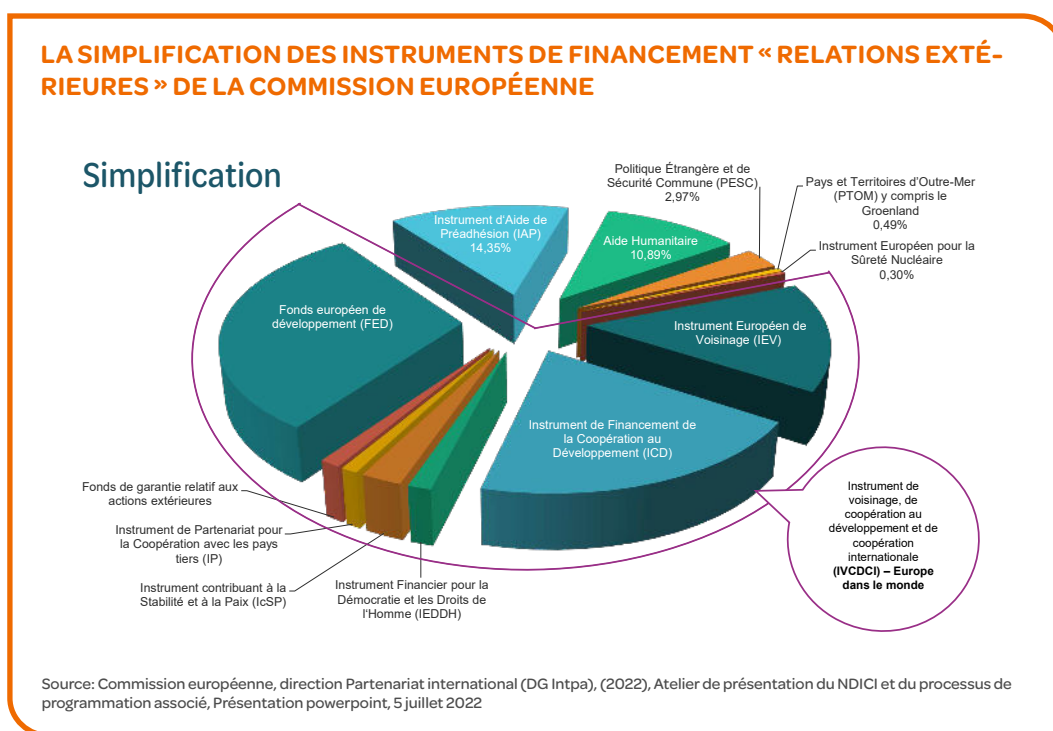 LA SIMPLIFICATION DES INSTRUMENTS DE FINANCEMENT « RELATIONS EXTÉ-
RIEURES » DE LA COMMISSION EUROPÉENNE
Simplification
Politique Étrangère et de
Sécurité Commune (PESC)
2,97%
Pays et Territoires d'Outre-Mer
(PTOM) y compris le
Groenland
0,49%
Instrument Européen pour la
Sûreté Nucléaire
0,30%
Instrument d'Aide de
Préadhésion (IAP)
14,35%
Aide Humanitaire
10,89%
Fonds européen de
développement (FED)
Instrument Européen de
Voisinage (IEV)
Instrument de Financement de
la Coopération au
Développement (ICD)
Fonds de garantie relatif aux
actions extérieures
Instrument de Partenariat pour
la Coopération avec les pays
tiers (IP)
Instrument contribuant à la
Stabilité et à la Paix (IcSP)
Instrument Financier pour la
Démocratie et les Droits de
l'Homme (IEDDH)
Instrument de
voisinage, de
coopération au
développement et de
coopération
internationale
(IVCDCI) – Europe
dans le monde
Source: Commission européenne, direction Partenariat international (DG Intpa), (2022), Atelier de présentation du NDICI et du processus de
programmation associé, Présentation powerpoint, 5 juillet 2022